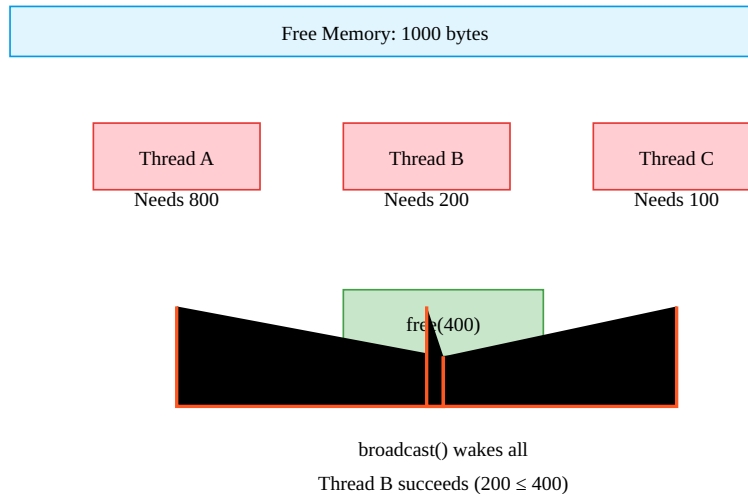 Free Memory: 1000 bytes
Thread A
Thread B
Thread C
Needs 800
Needs 200
Needs 100
free(400)
broadcast() wakes all
Thread B succeeds (200 ≤ 400)